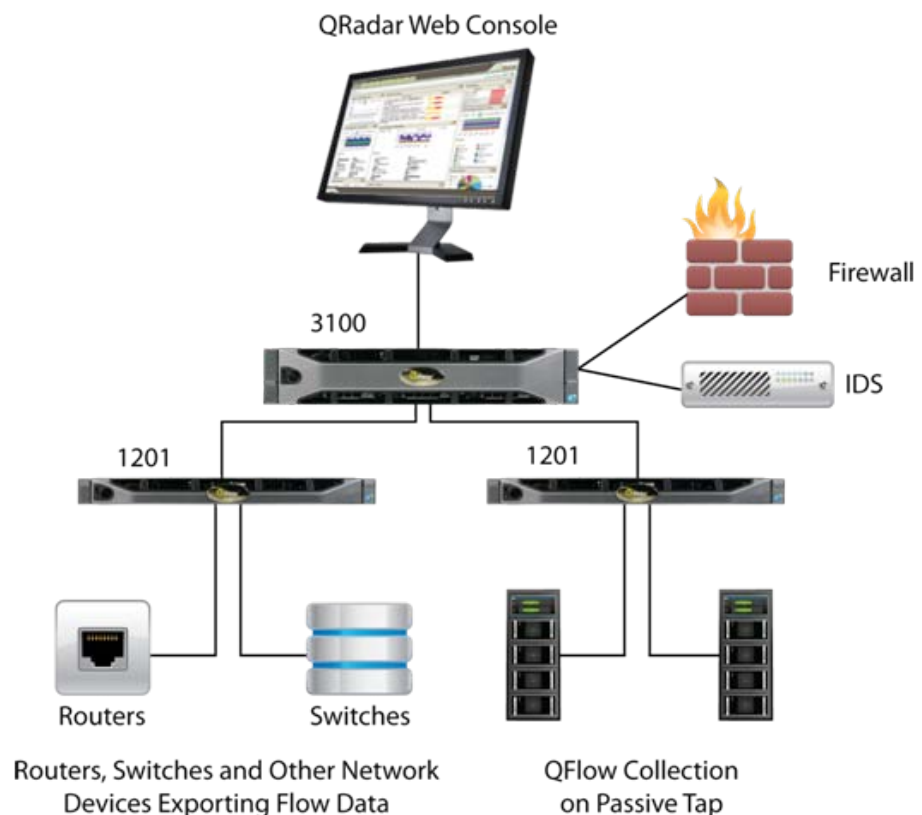 QRadar Web Console
3100
Firewall
IDS
1201
1201
Routers
Switches
Routers, Switches and Other Network
Devices Exporting Flow Data
QFlow Collection
on Passive Tap